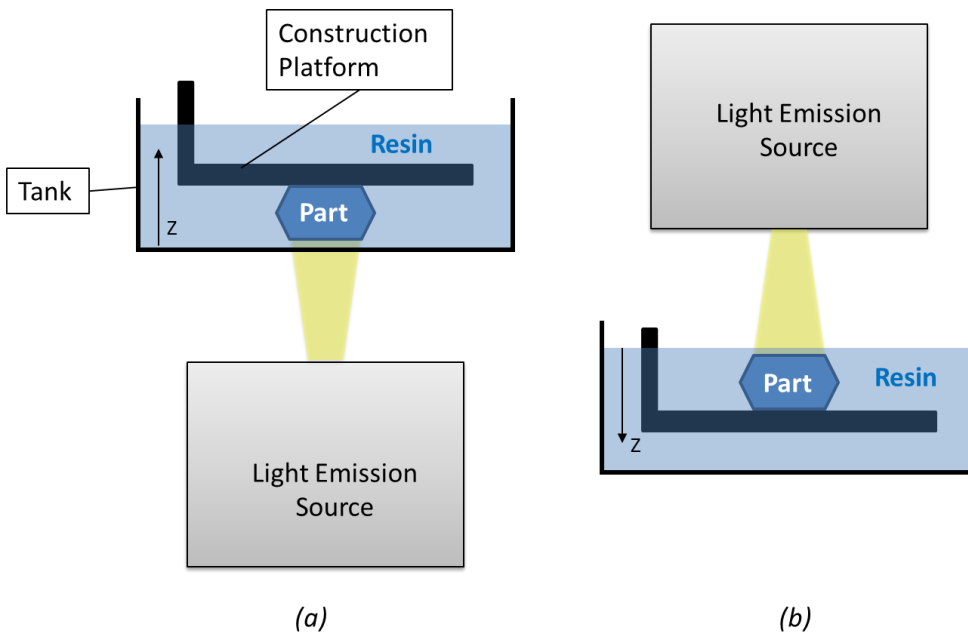 Construction
Platform
Resin
Tank
Part
Z
Light Emission
Source
(a)
Light Emission
Source
Part
Resin
Z
(b)